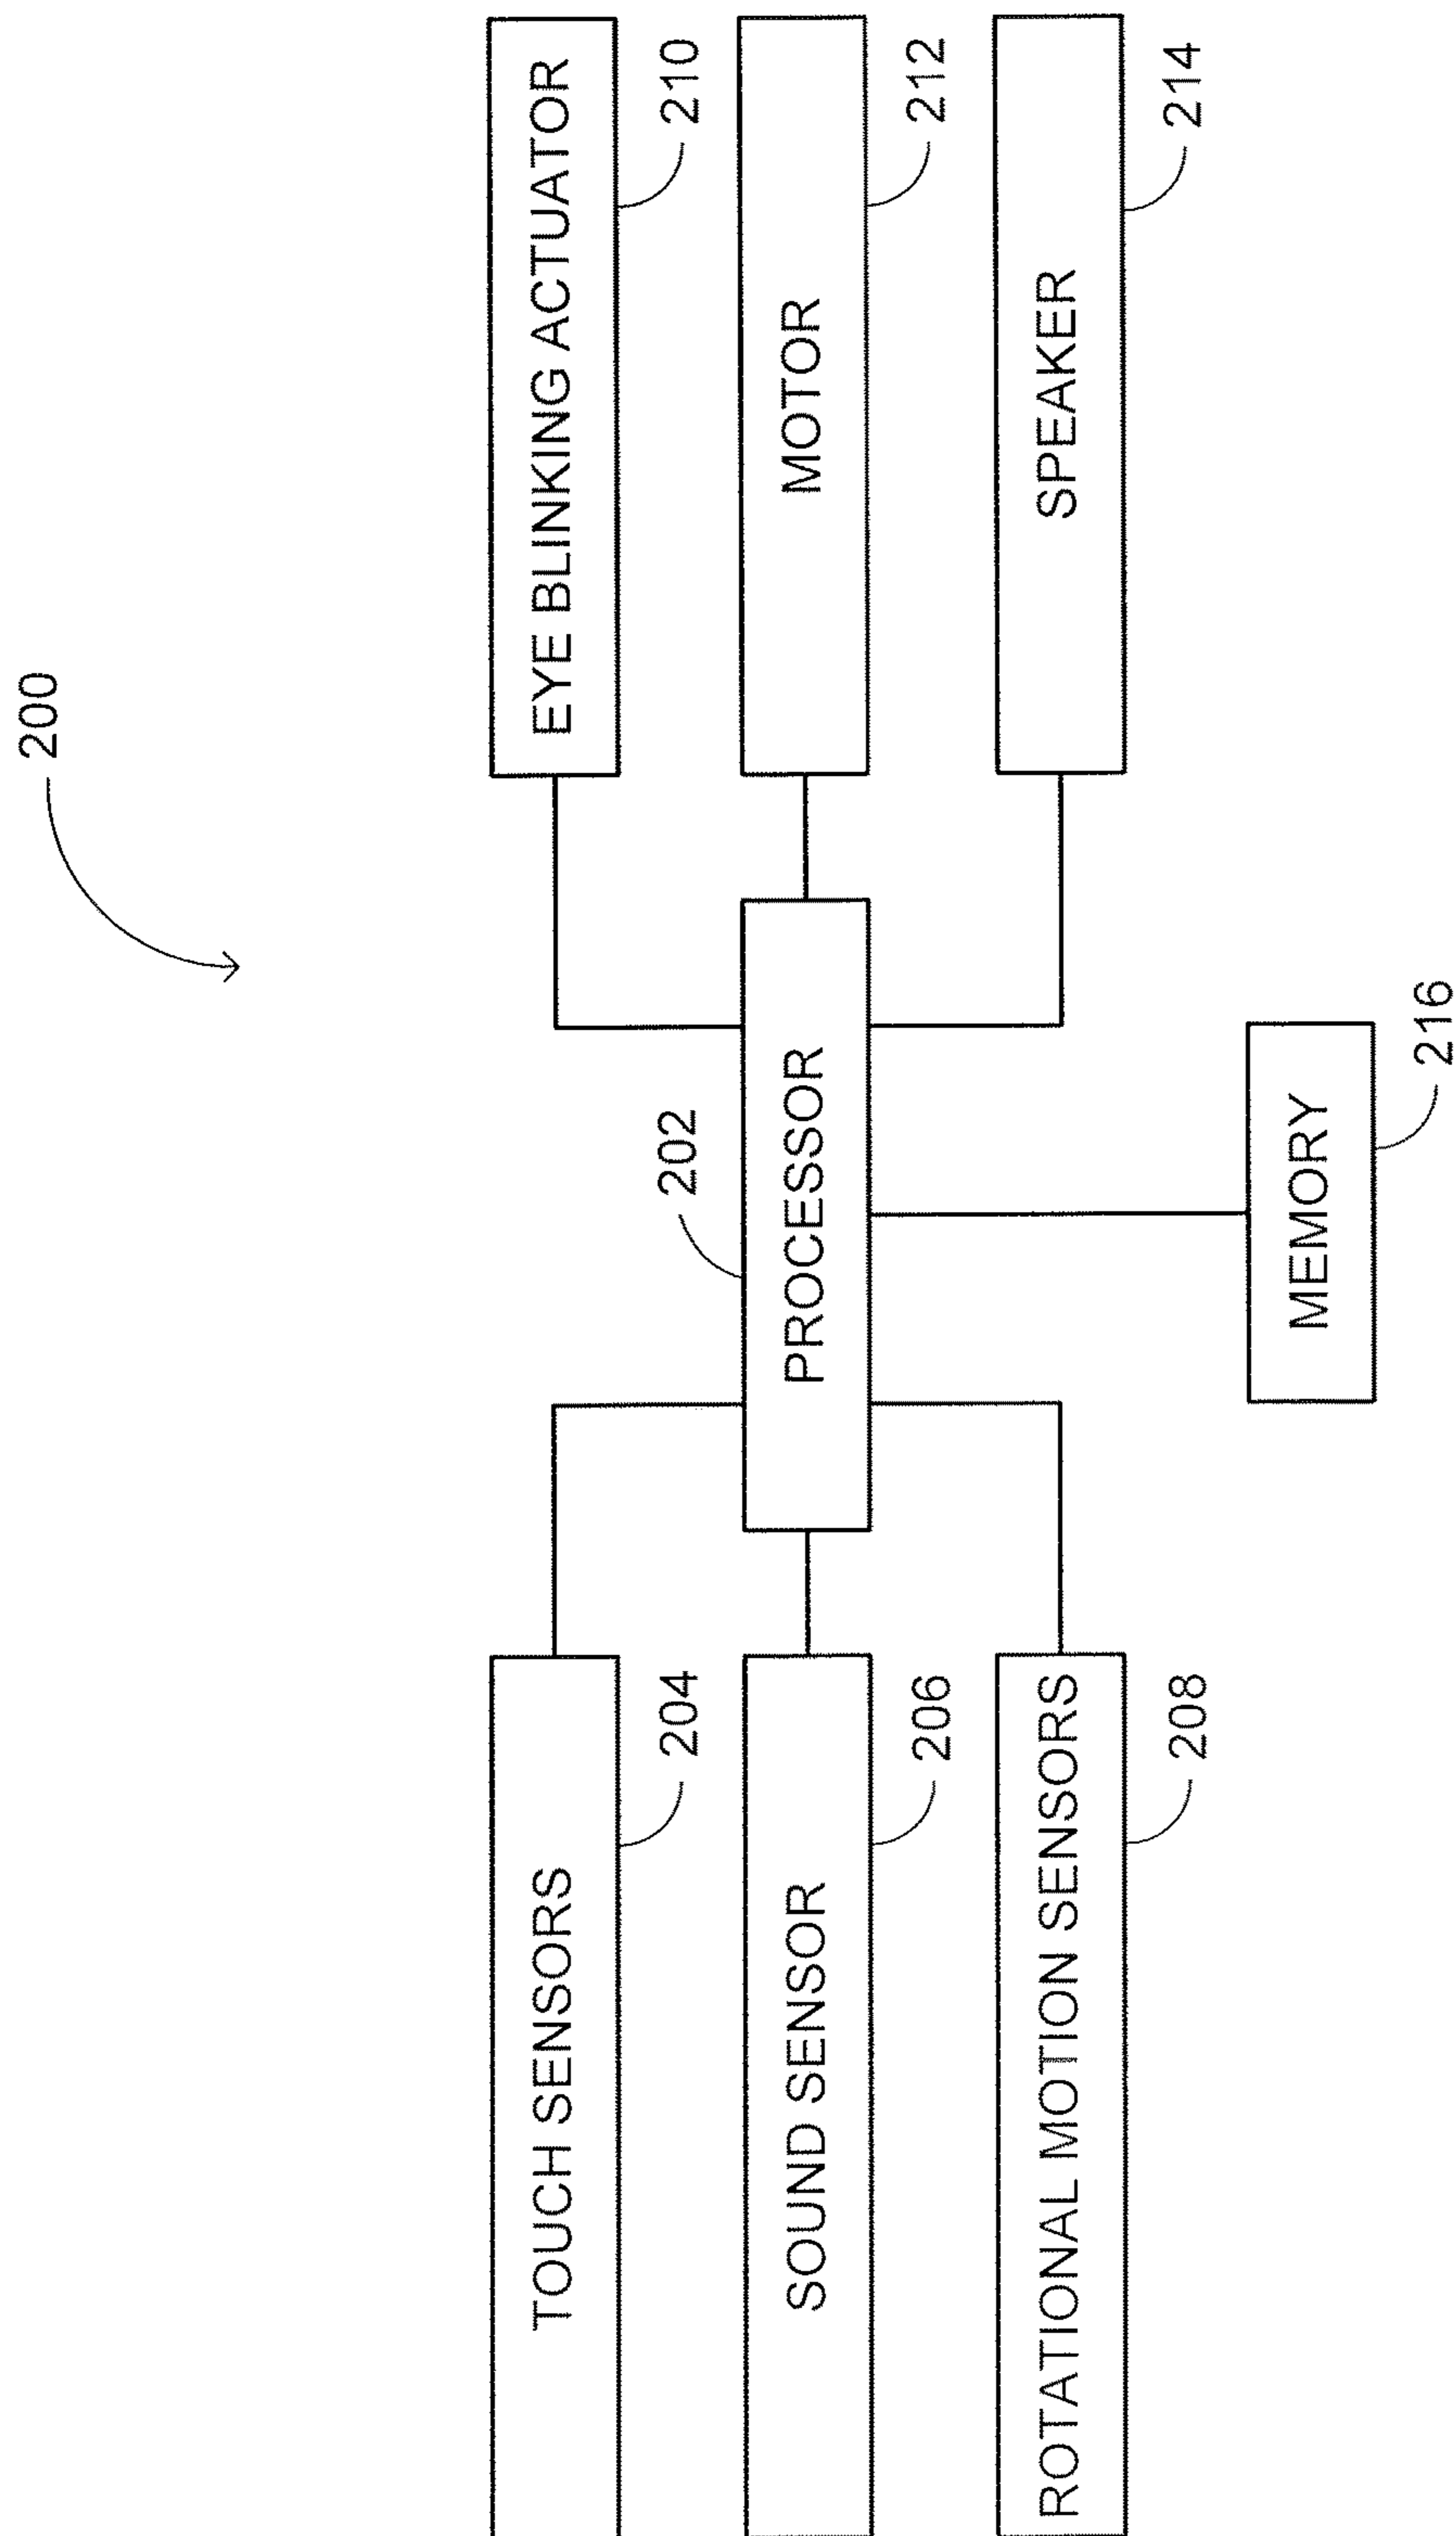 200
TOUCH SENSORS
204
SOUND SENSOR
206
ROTATIONAL MOTION SENSORS
208
202
PROCESSOR
MEMORY
216
EYE BLINKING ACTUATOR
210
MOTOR
212
SPEAKER
214